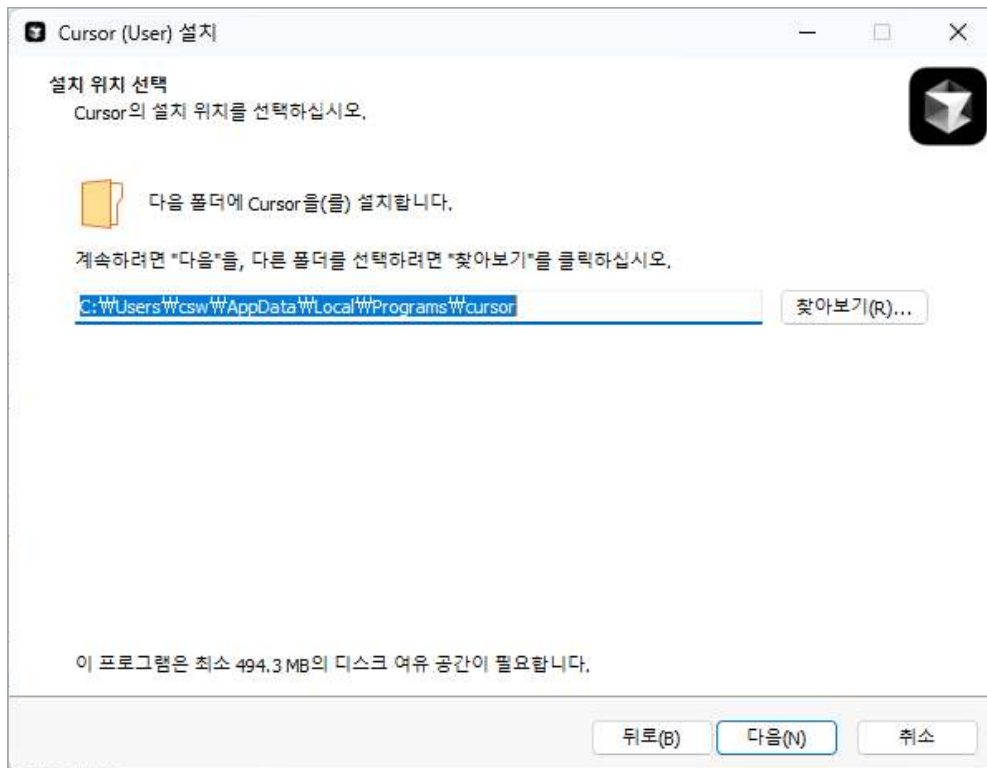 Cursor (User) 설치
설치 위치 선택
Cursor의 설치 위치를 선택하십시오.
다음 폴더에 Cursor을(를) 설치합니다.
계속하려면 "다음"을, 다른 폴더를 선택하려면 "찾아보기"를 클릭하십시오.
C:₩Users₩csw₩AppData₩Local₩Programs₩cursor
찾아보기(R)...
이 프로그램은 최소 494.3 MB의 디스크 여유 공간이 필요합니다.
뒤로(B) 다음(N) 취소